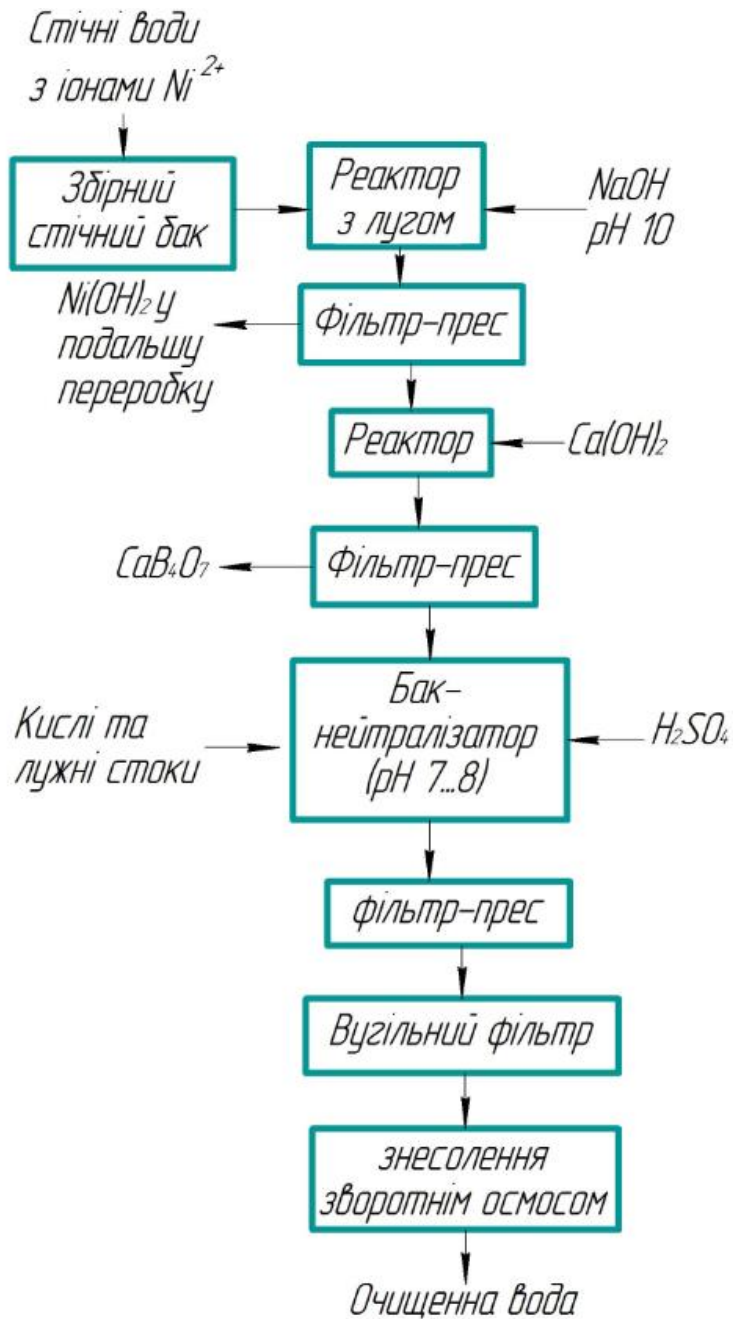 Стічні води
з іонами Ni²⁺
Збірний
стічний бак
Реактор
з лугом
NaOH
pH 10
Ni(OH)₂ у
подальшу
переробку
Фільтр-прес
Реактор
Ca(OH)₂
CaB₄O₇
Фільтр-прес
Кислі та
лужні стоки
Бак-
нейтралізатор
(pH 7...8)
H₂SO₄
фільтр-прес
Вугільний фільтр
знесолення
зворотнім осмосом
Очищенна вода